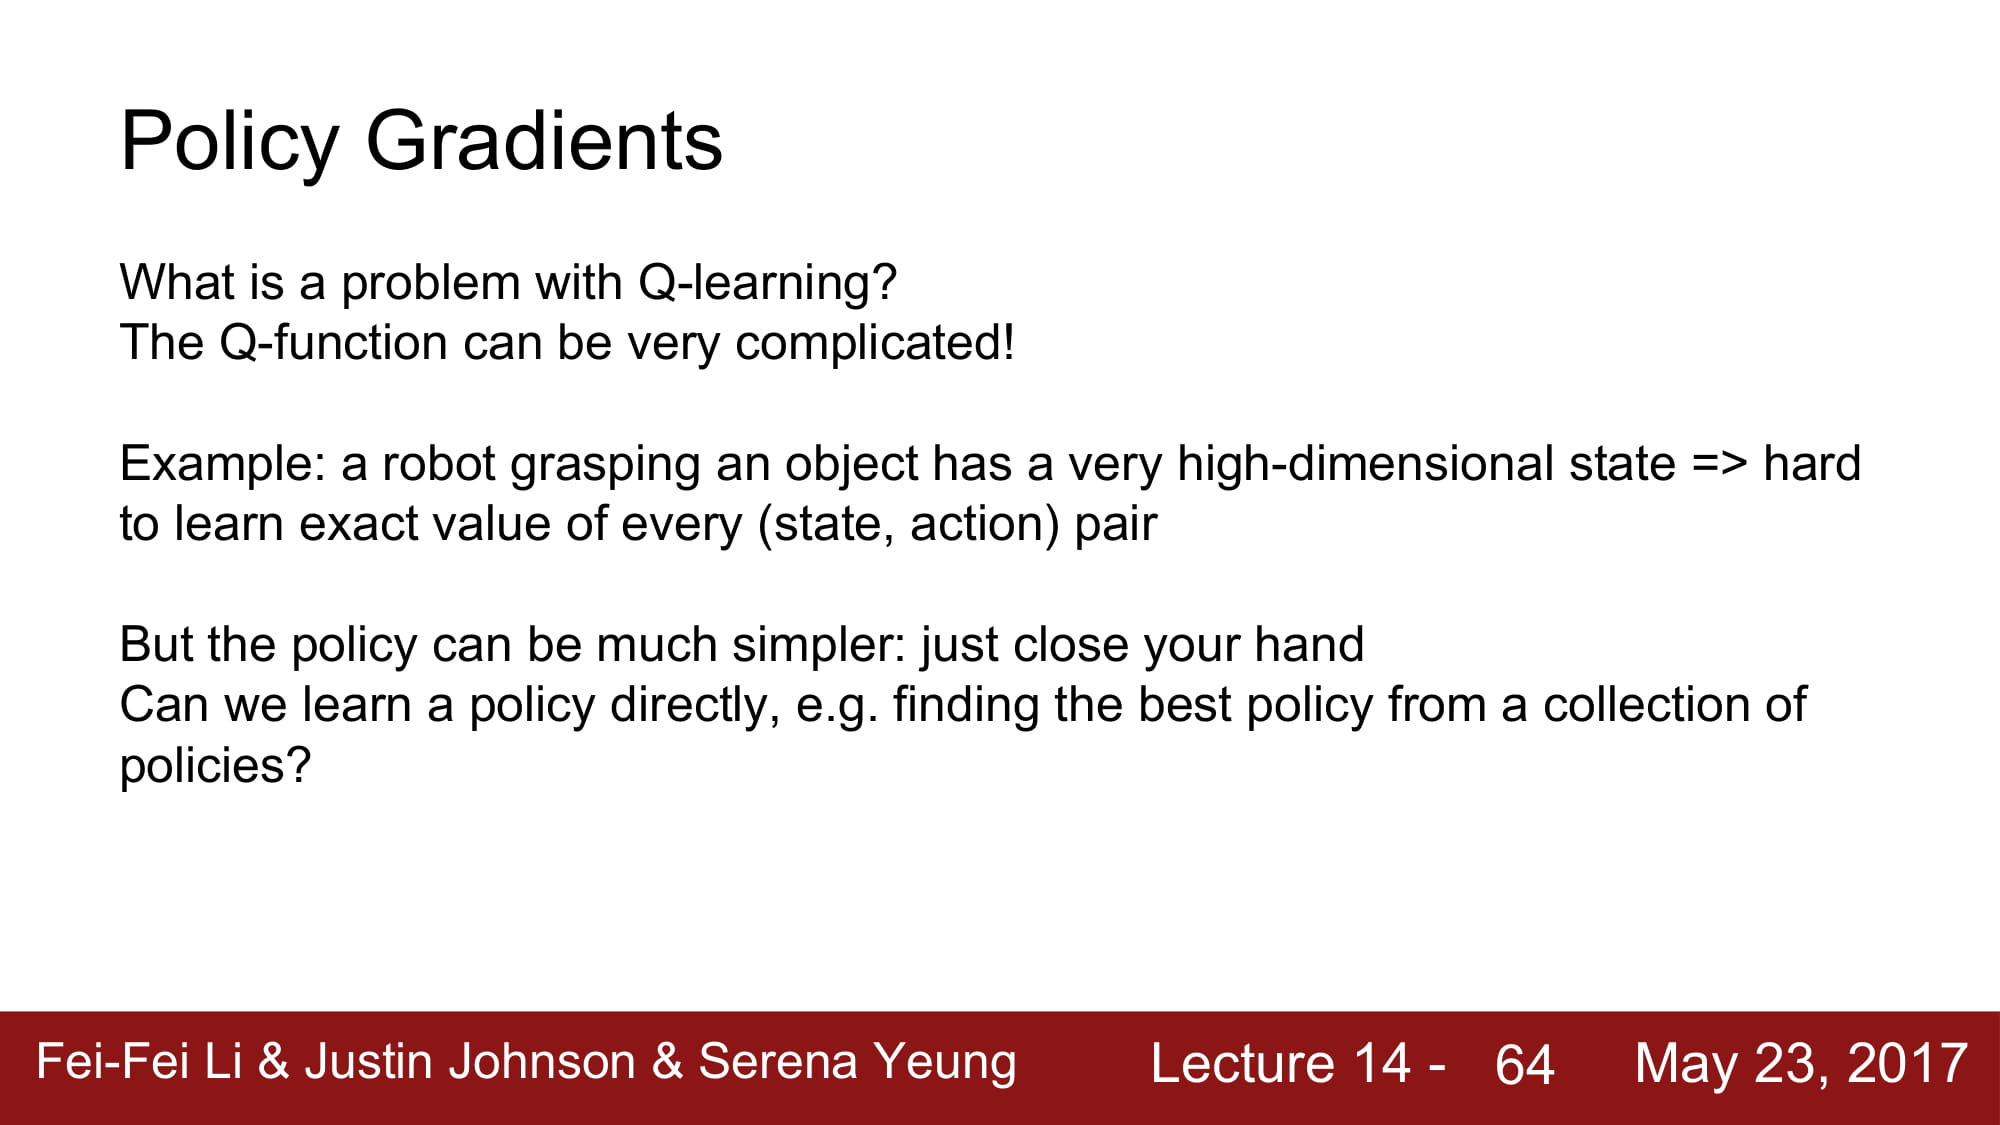 Policy Gradients
What is a problem with Q-learning?
The Q-function can be very complicated!
Example: a robot grasping an object has a very high-dimensional state => hard
to learn exact value of every (state, action) pair
But the policy can be much simpler: just close your hand
Can we learn a policy directly, e.g. finding the best policy from a collection of
policies?
Fei-Fei Li & Justin Johnson & Serena Yeung Lecture 14 - 64 May 23, 2017